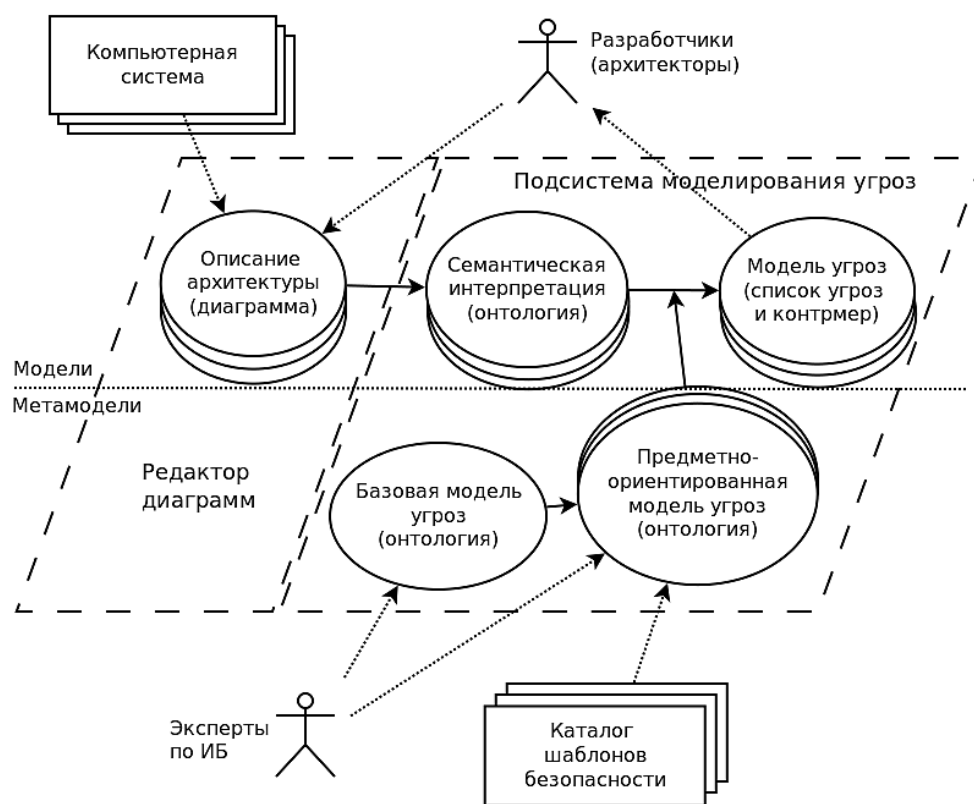 Компьютерная
система
Разработчики
(архитекторы)
Подсистема моделирования угроз
Описание
архитектуры
(диаграмма)
Семантическая
интерпретация
(онтология)
Модель угроз
(список угроз
и контрмер)
Модели
Метамодели
Редактор
диаграмм
Базовая модель
угроз
(онтология)
Предметно-
ориентированная
модель угроз
(онтология)
Эксперты
по ИБ
Каталог
шаблонов
безопасности